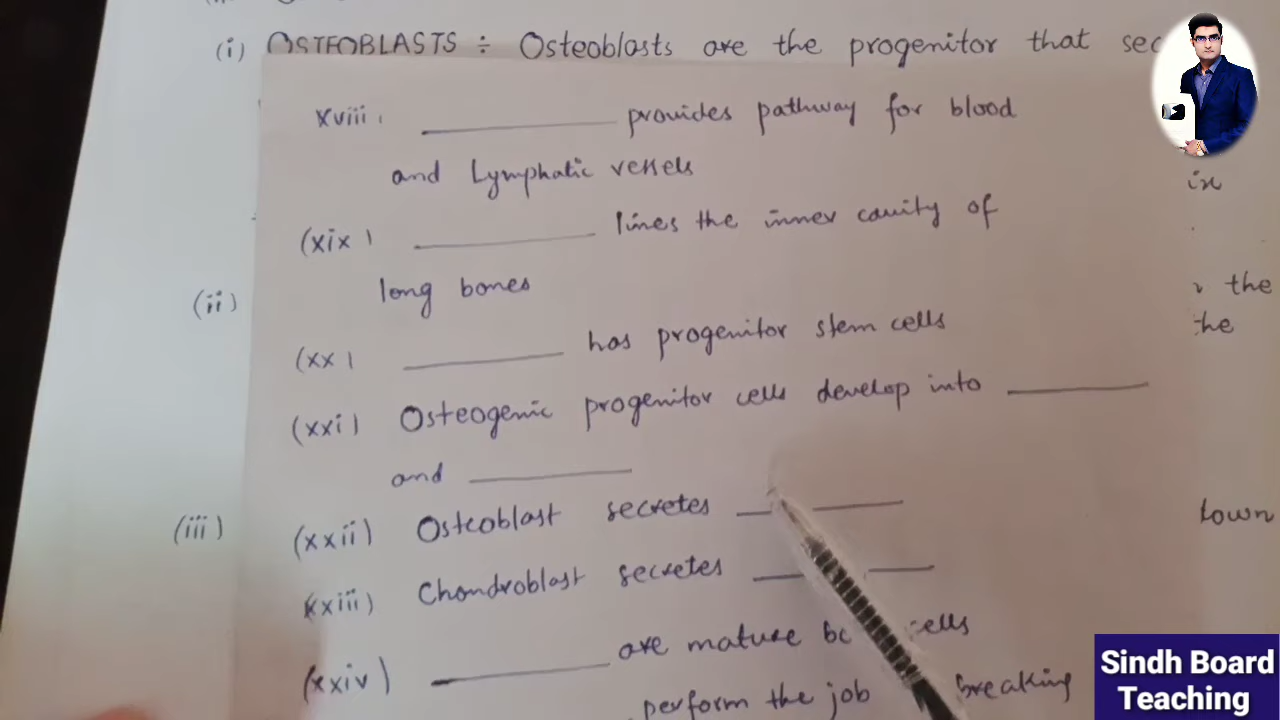 (i) OSTEOBLASTS ÷ Osteoblasts are the progenitor that sec
xviii. ________ provides pathway for blood
and Lymphatic vessels
ix
(xix) ________ lines the inner cavity of
long bones
(ii)
the
the
(xx) ________ has progenitor stem cells
(xxi) Osteogenic progenitor cells develop into ________
and ________
(iii)
down
(xxii) Osteoblast secretes ________
(xxiii) Chondroblast secretes ________
(xxiv) ________ are mature bo cells
perform the job breaking
Sindh Board
Teaching